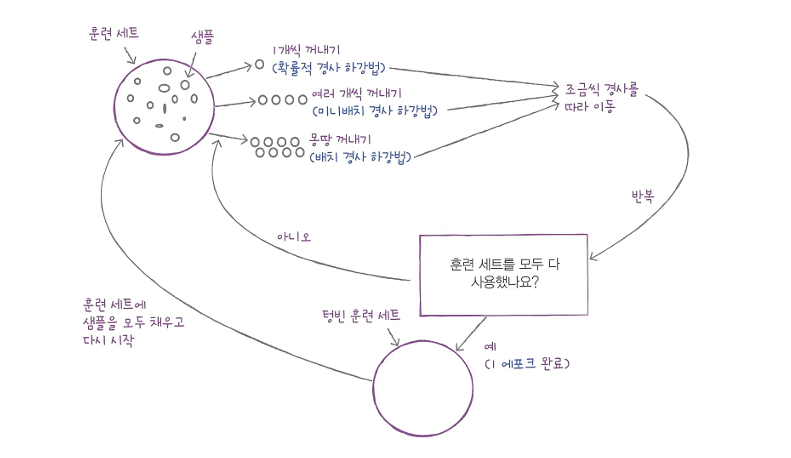 훈련 세트
샘플
1개씩 꺼내기
(확률적 경사 하강법)
여러 개씩 꺼내기
(미니배치 경사 하강법)
몽땅 꺼내기
(배치 경사 하강법)
조금씩 경사를
따라 이동
반복
아니오
훈련 세트를 모두 다
사용했나요?
훈련 세트에
샘플을 모두 채우고
다시 시작
텅빈 훈련 세트
예
(1 에포크 완료)